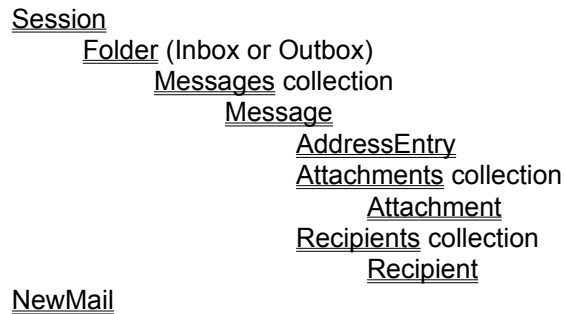 Session
Folder (Inbox or Outbox)
Messages collection
Message
AddressEntry
Attachments collection
Attachment
Recipients collection
Recipient
NewMail